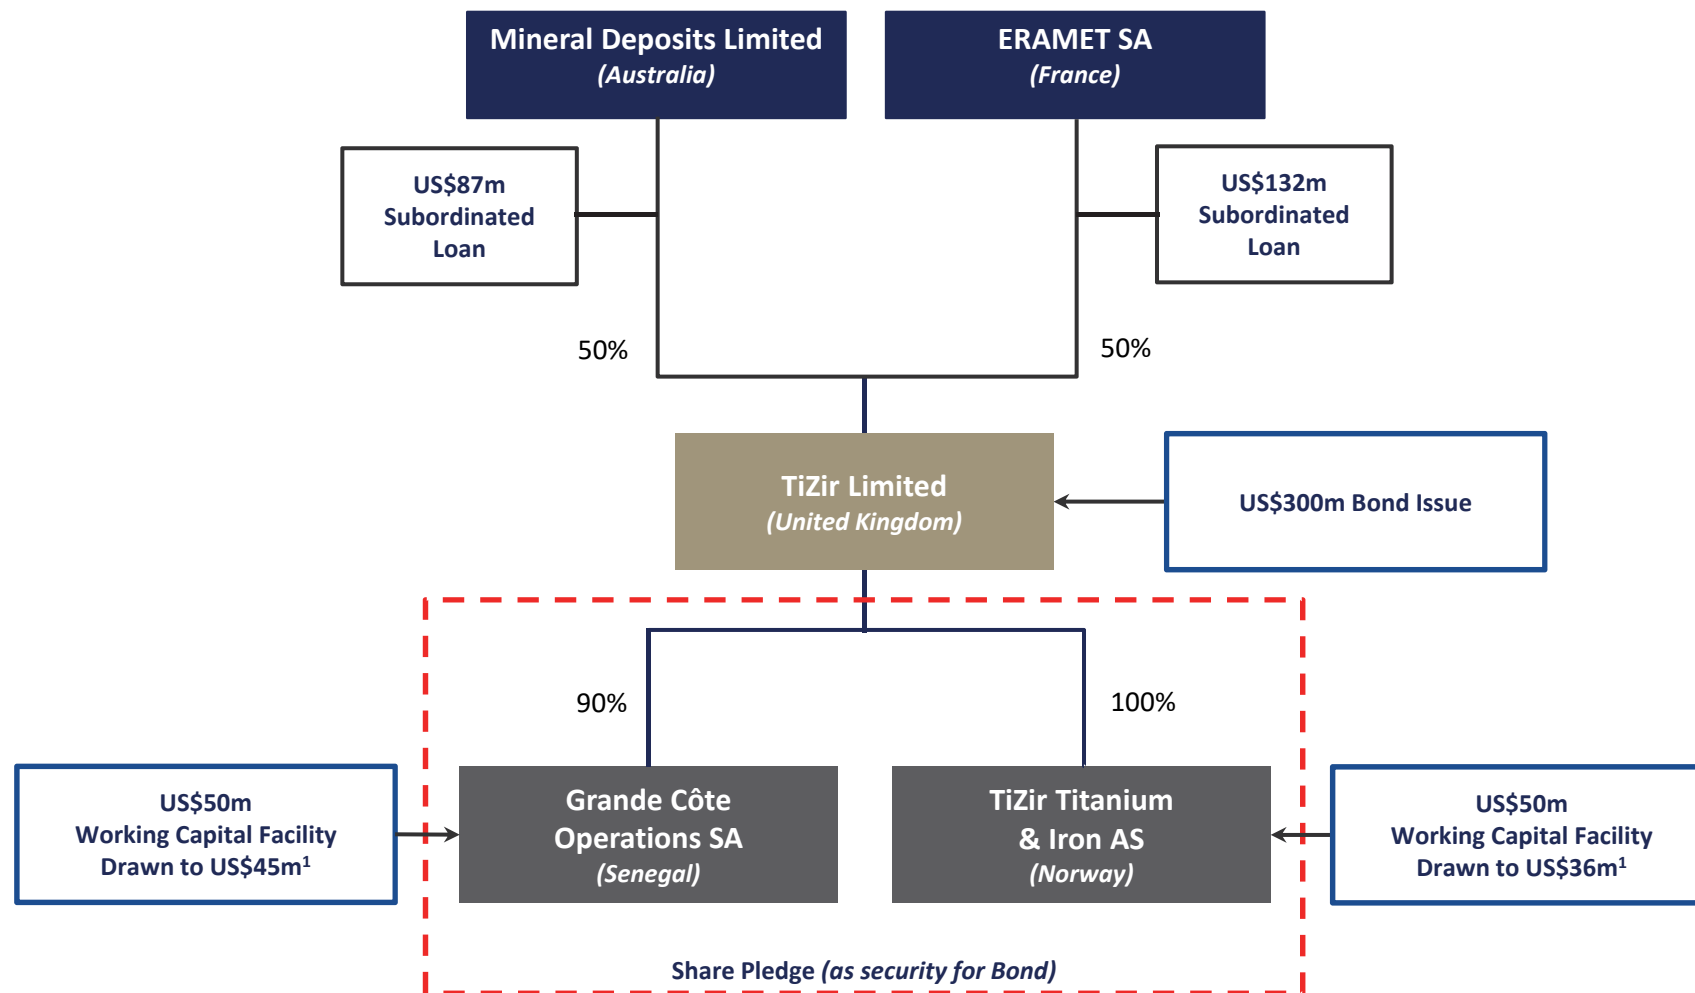 Mineral Deposits Limited
(Australia)
ERAMET SA
(France)
US$87m
Subordinated
Loan
US$132m
Subordinated
Loan
50%
50%
TiZir Limited
(United Kingdom)
US$300m Bond Issue
90%
100%
US$50m
Working Capital Facility
Drawn to US$45m¹
Grande Côte
Operations SA
(Senegal)
TiZir Titanium
& Iron AS
(Norway)
US$50m
Working Capital Facility
Drawn to US$36m¹
Share Pledge (as security for Bond)